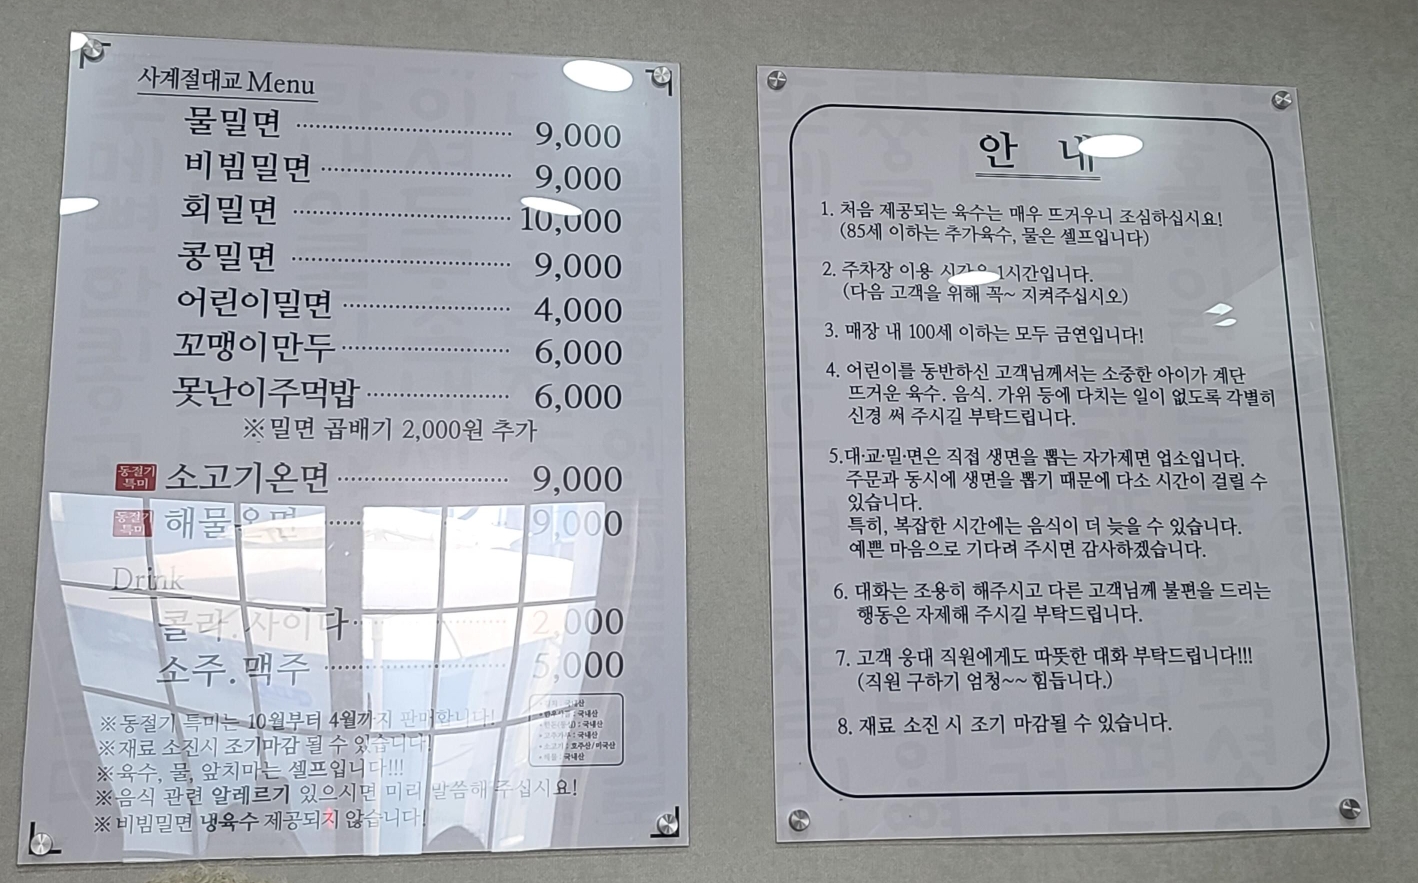 사계절대교 Menu
물밀면 9,000
비빔밀면 9,000
회밀면 10,000
콩밀면 9,000
어린이밀면 4,000
꼬맹이만두 6,000
못난이주먹밥 6,000
※밀면 곱배기 2,000원 추가
동절기 특미 소고기온면 9,000
동절기 특미 해물온면 9,000
Drink
콜라.사이다 2,000
소주.맥주 5,000
※동절기 특미는 10월부터 4월까지 판매합니다!
※재료 소진시 조기마감 될 수 있습니다!
※육수, 물, 앞치마는 셀프입니다!!!
※음식 관련 알레르기 있으시면 미리 말씀해 주십시요!
※비빔밀면 냉육수 제공되지 않습니다!
: 국내산
: 국내산
: 국내산
: 국내산
•소고기 : 호주산/미국산
: 국내산
안 내
1. 처음 제공되는 육수는 매우 뜨거우니 조심하십시요!
(85세 이하는 추가육수, 물은 셀프입니다)
2. 주차장 이용 시간은 1시간입니다.
(다음 고객을 위해 꼭~ 지켜주십시오)
3. 매장 내 100세 이하는 모두 금연입니다!
4. 어린이를 동반하신 고객님께서는 소중한 아이가 계단
뜨거운 육수. 음식. 가위 등에 다치는 일이 없도록 각별히
신경 써 주시길 부탁드립니다.
5.대·교·밀·면은 직접 생면을 뽑는 자가제면 업소입니다.
주문과 동시에 생면을 뽑기 때문에 다소 시간이 걸릴 수
있습니다.
특히, 복잡한 시간에는 음식이 더 늦을 수 있습니다.
예쁜 마음으로 기다려 주시면 감사하겠습니다.
6. 대화는 조용히 해주시고 다른 고객님께 불편을 드리는
행동은 자제해 주시길 부탁드립니다.
7. 고객 응대 직원에게도 따뜻한 대화 부탁드립니다!!!
(직원 구하기 엄청~~ 힘듭니다.)
8. 재료 소진 시 조기 마감될 수 있습니다.